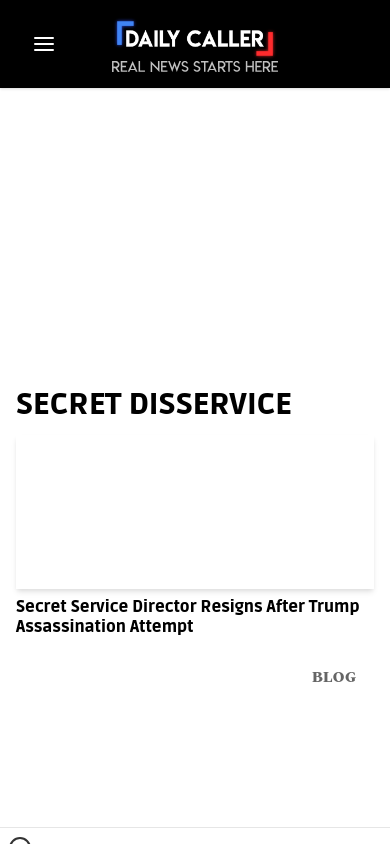 DAILY CALLER
REAL NEWS STARTS HERE
SECRET DISSERVICE
Secret Service Director Resigns After Trump
Assassination Attempt
BLOG